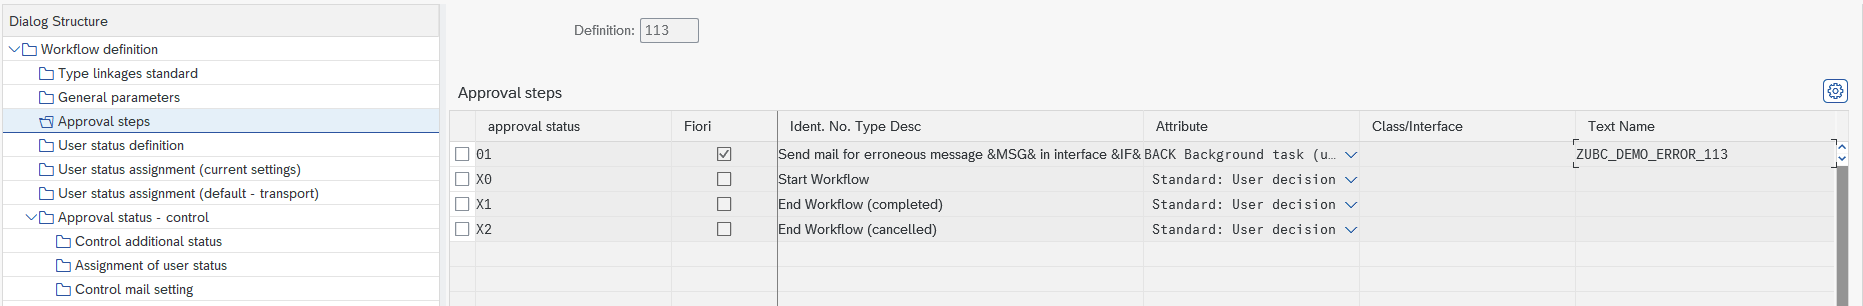 Dialog Structure
Workflow definition
Type linkages standard
General parameters
Approval steps
User status definition
User status assignment (current settings)
User status assignment (default - transport)
Approval status - control
Control additional status
Assignment of user status
Control mail setting
Definition: 113
Approval steps
approval status Fiori Ident. No. Type Desc Attribute Class/Interface Text Name
01 Send mail for erroneous message &MSG& in interface &IF& BACK Background task (u… ZUBC_DEMO_ERROR_113
X0 Start Workflow Standard: User decision
X1 End Workflow (completed) Standard: User decision
X2 End Workflow (cancelled) Standard: User decision